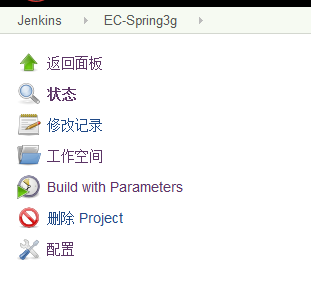 Jenkins EC-Spring3g
返回面板
状态
修改记录
工作空间
Build with Parameters
删除 Project
配置